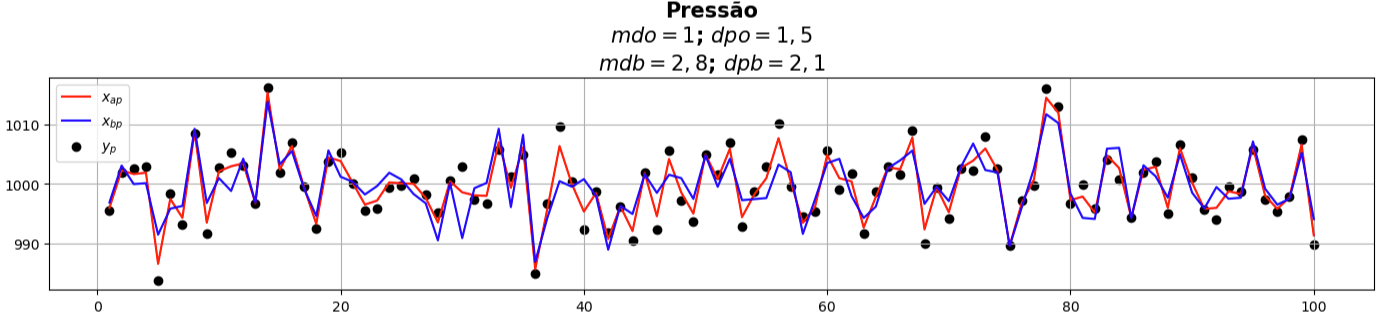 Pressão
mdo = 1; dpo = 1, 5
mdb = 2, 8; dpb = 2, 1
x_ap
x_bp
y_p
1010
1000
990
0 20 40 60 80 100